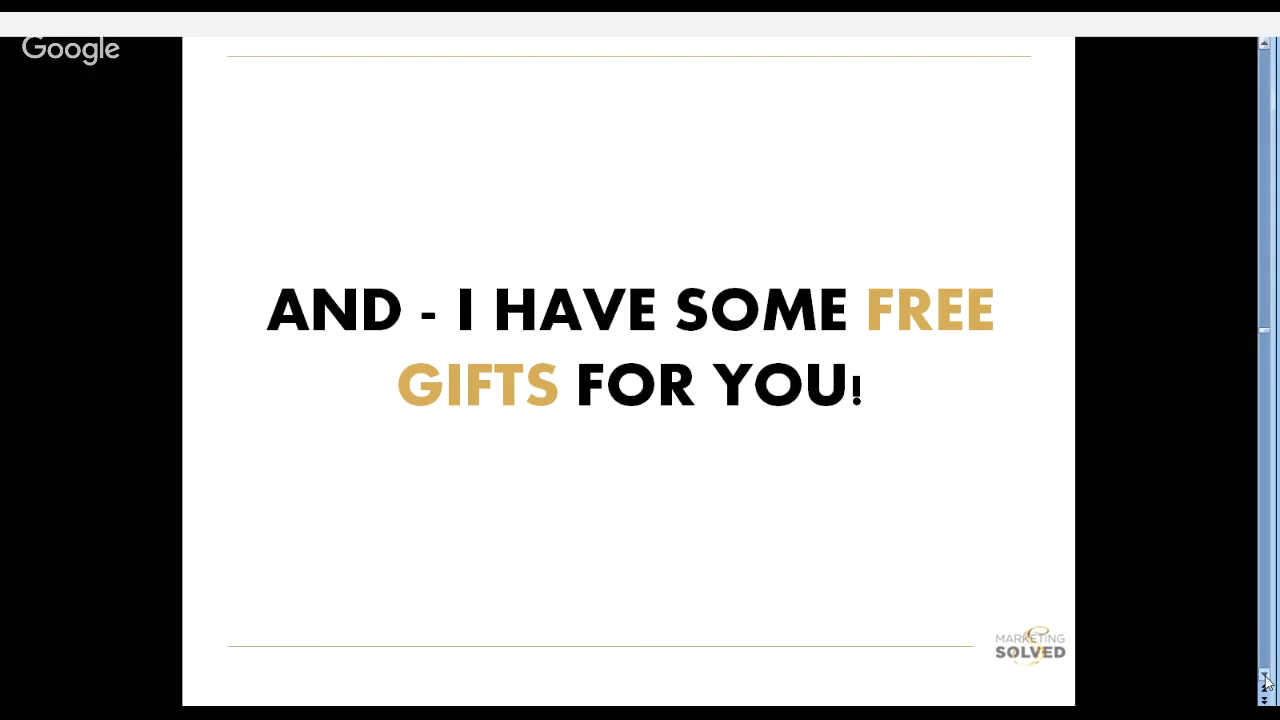 Google
AND - I HAVE SOME FREE
GIFTS FOR YOU!
MARKETING
SOLVED